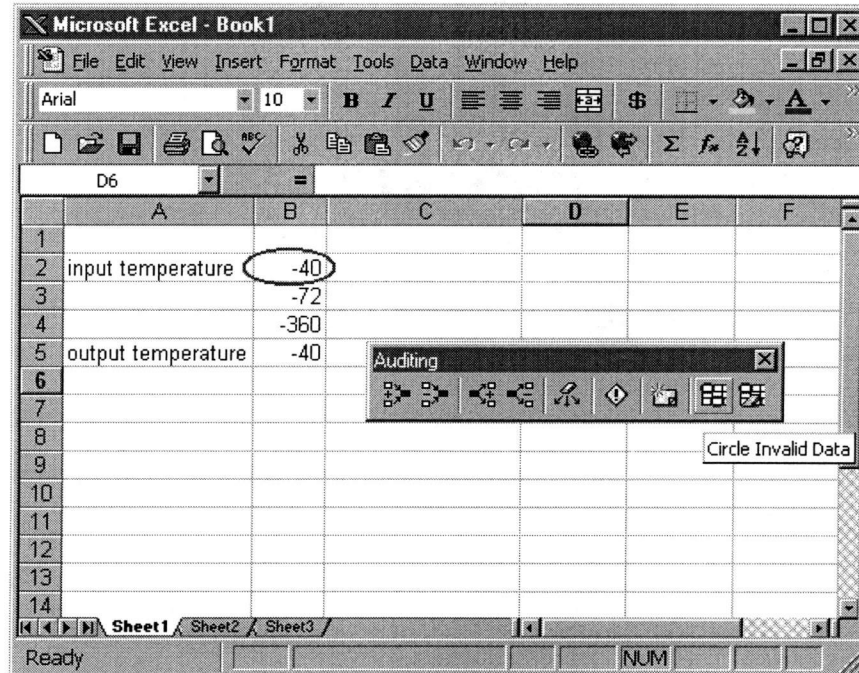 Microsoft Excel - Book1
File Edit View Insert Format Tools Data Window Help
Arial 10 B I U $ A
ABC Σ fx A Z
D6 =
A B C D E F
1
2 input temperature -40
3 -72
4 -360
5 output temperature -40
Auditing
6
7
8
Circle Invalid Data
9
10
11
12
13
14
Sheet1 Sheet2 Sheet3
Ready NUM